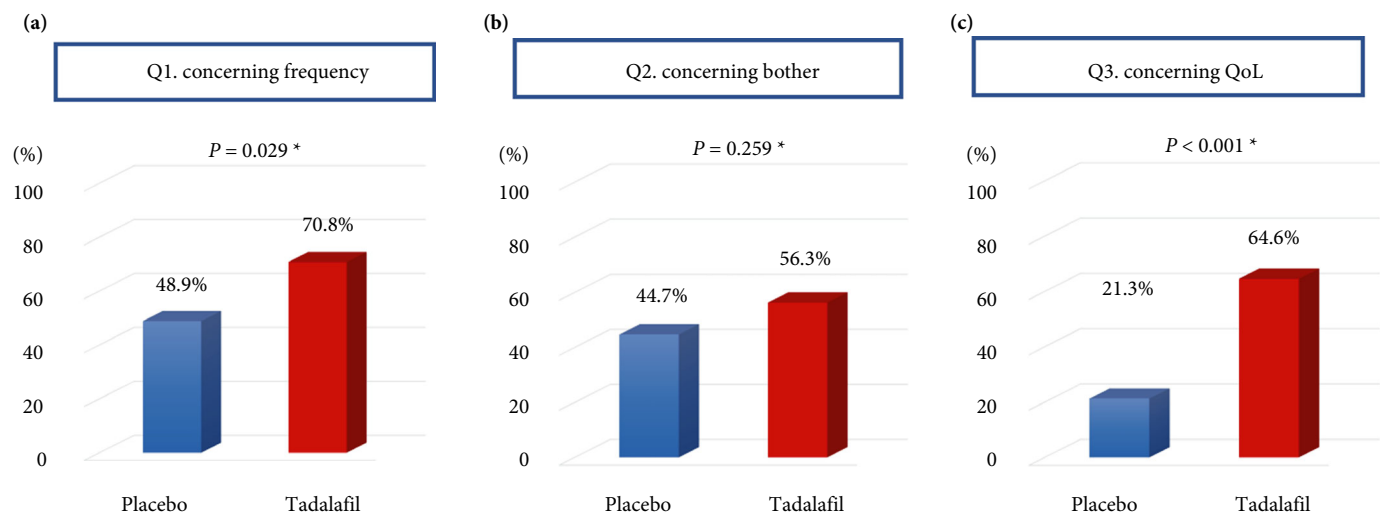 (a)
Q1. concerning frequency
P = 0.029 *
(%)
100
80
60
40
20
0
48.9%
70.8%
Placebo
Tadalafil
(b)
Q2. concerning bother
P = 0.259 *
(%)
100
80
60
40
20
0
44.7%
56.3%
Placebo
Tadalafil
(c)
Q3. concerning QoL
P < 0.001 *
(%)
100
80
60
40
20
0
21.3%
64.6%
Placebo
Tadalafil